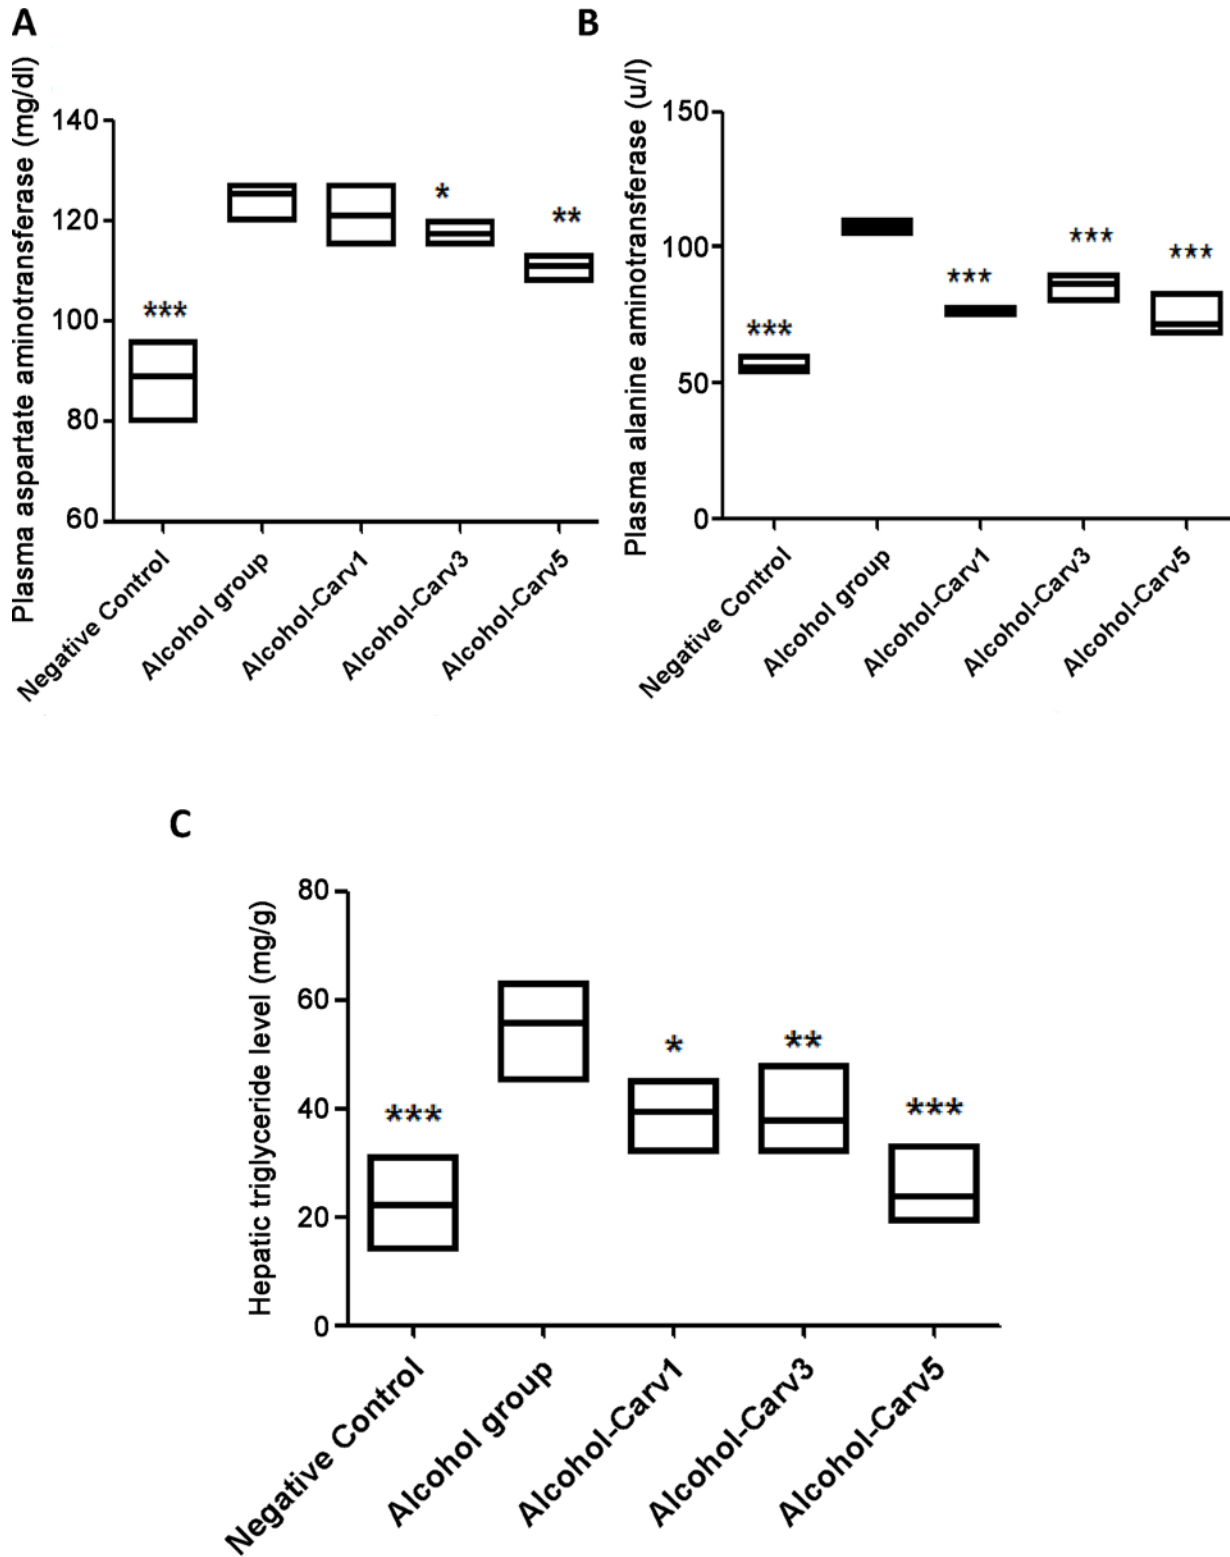 A
Plasma aspartate aminotransferase (mg/dl)
140
120
100
80
60
***
*
**
Negative Control
Alcohol group
Alcohol-Carv1
Alcohol-Carv3
Alcohol-Carv5
B
Plasma alanine aminotransferase (u/l)
150
100
50
0
***
***
***
***
Negative Control
Alcohol group
Alcohol-Carv1
Alcohol-Carv3
Alcohol-Carv5
C
Hepatic triglyceride level (mg/g)
80
60
40
20
0
***
*
**
***
Negative Control
Alcohol group
Alcohol-Carv1
Alcohol-Carv3
Alcohol-Carv5